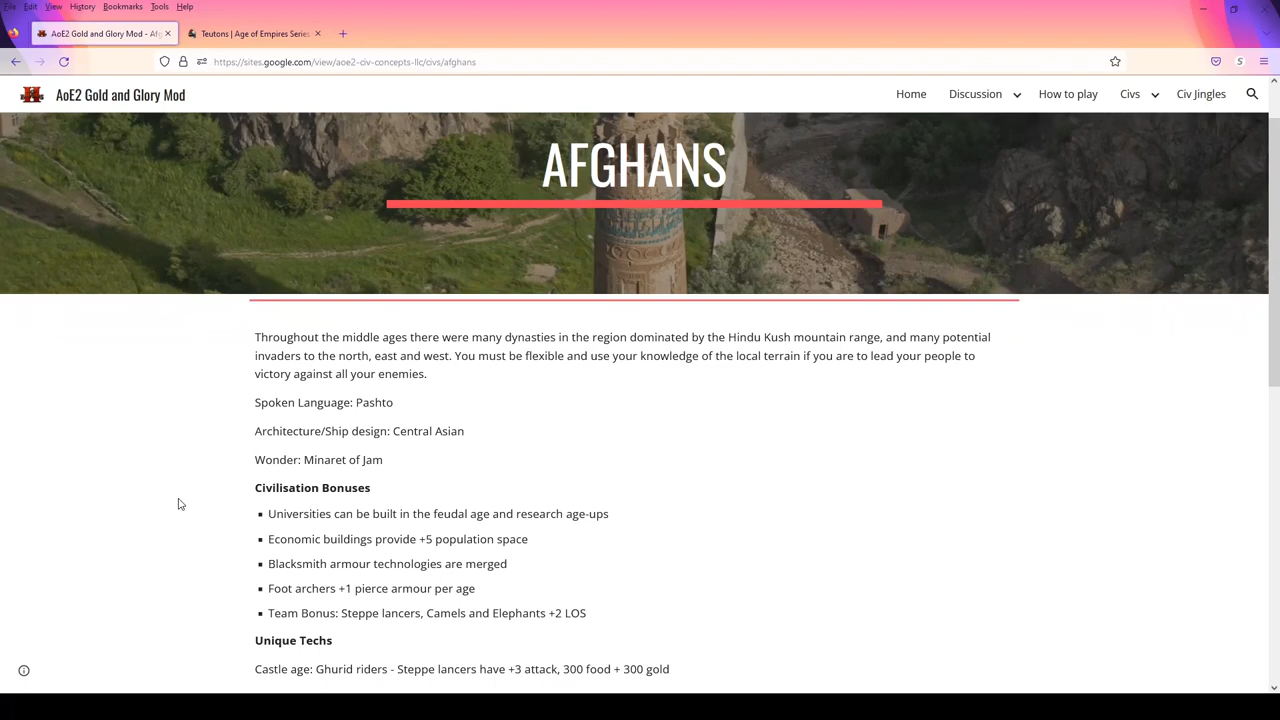 File Edit View History Bookmarks Tools Help
AoE2 Gold and Glory Mod - Afg
Teutons | Age of Empires Series
https://sites.google.com/view/aoe2-civ-concepts-llc/civs/afghans
AoE2 Gold and Glory Mod
Home Discussion How to play Civs Civ Jingles
AFGHANS
Throughout the middle ages there were many dynasties in the region dominated by the Hindu Kush mountain range, and many potential
invaders to the north, east and west. You must be flexible and use your knowledge of the local terrain if you are to lead your people to
victory against all your enemies.
Spoken Language: Pashto
Architecture/Ship design: Central Asian
Wonder: Minaret of Jam
Civilisation Bonuses
▪ Universities can be built in the feudal age and research age-ups
▪ Economic buildings provide +5 population space
▪ Blacksmith armour technologies are merged
▪ Foot archers +1 pierce armour per age
▪ Team Bonus: Steppe lancers, Camels and Elephants +2 LOS
Unique Techs
Castle age: Ghurid riders - Steppe lancers have +3 attack, 300 food + 300 gold